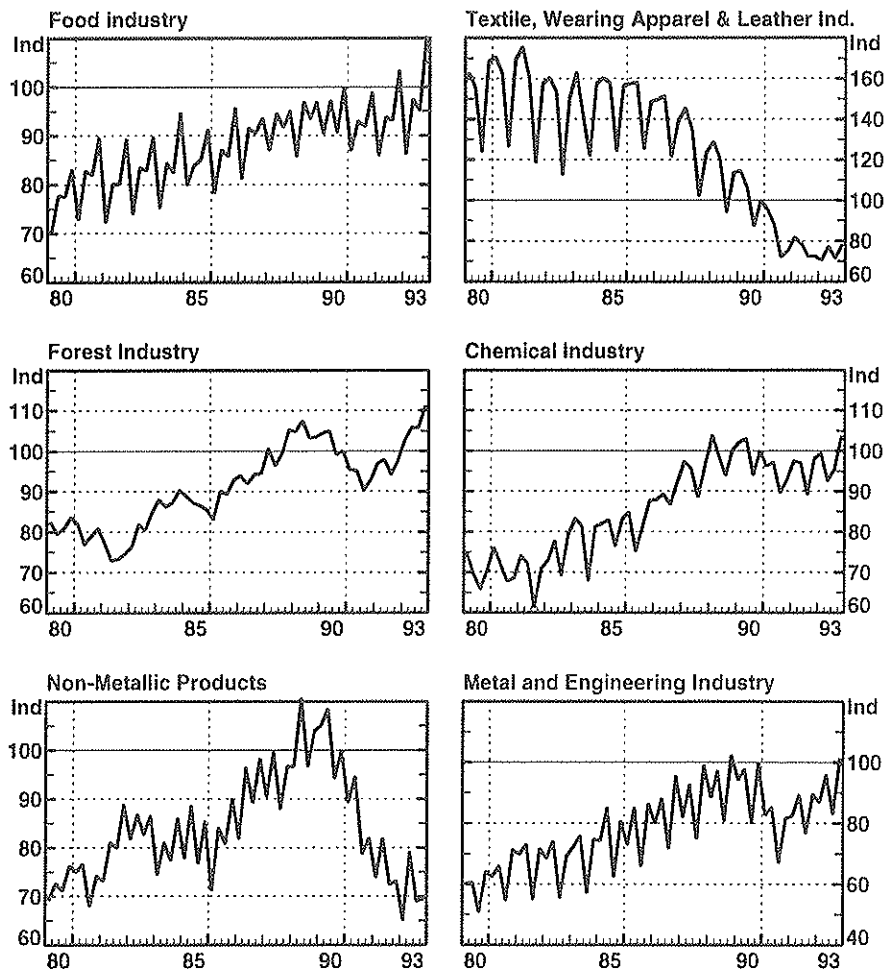 Food industry
Ind
100
90
80
70
60
80 85 90 93
Textile, Wearing Apparel & Leather Ind.
Ind
160
140
120
100
80
60
80 85 90 93
Forest Industry
Ind
110
100
90
80
70
60
80 85 90 93
Chemical Industry
Ind
110
100
90
80
70
60
80 85 90 93
Non-Metallic Products
Ind
100
90
80
70
60
80 85 90 93
Metal and Engineering Industry
Ind
100
80
60
40
80 85 90 93